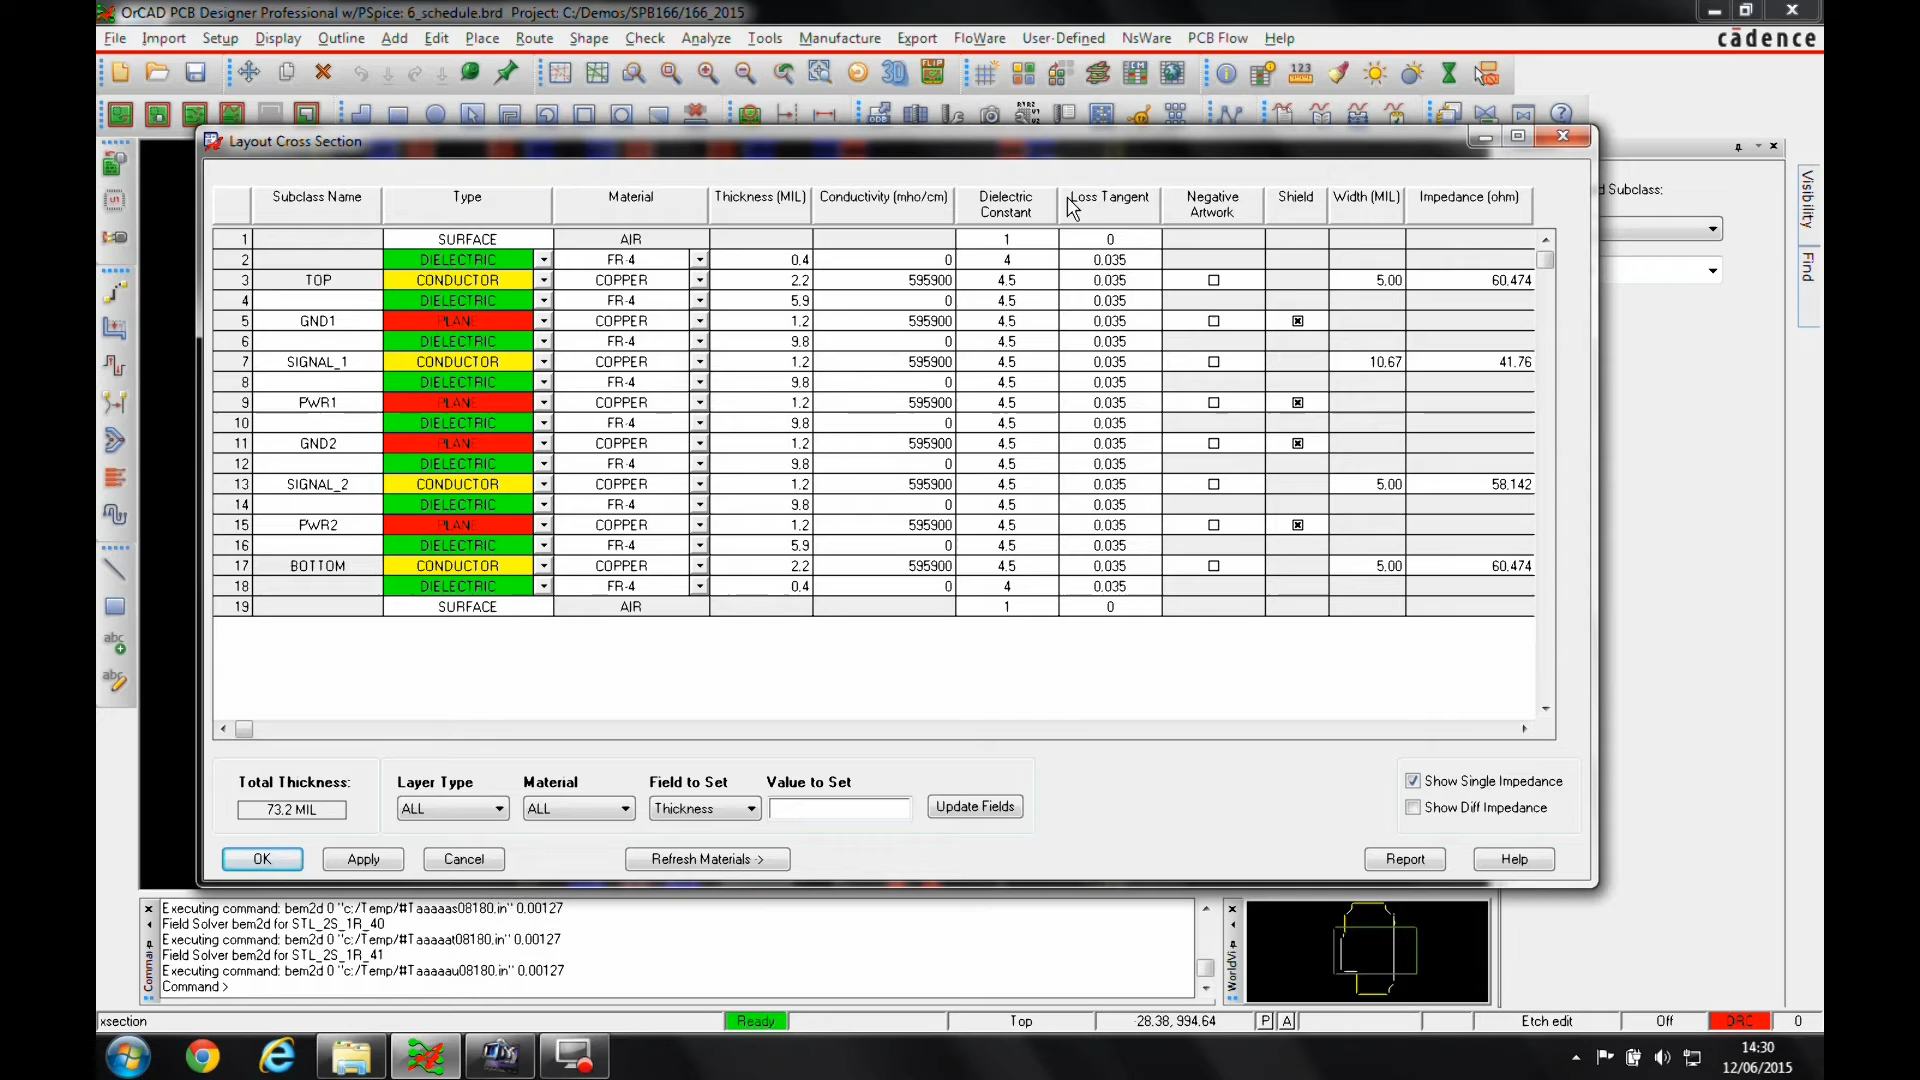 OrCAD PCB Designer Professional w/PSpice: 6_schedule.brd Project: C:/Demos/SPB166/166_2015
File Import Setup Display Outline Add Edit Place Route Shape Check Analyze Tools Manufacture Export FloWare User-Defined NsWare PCB Flow Help
cādence
Layout Cross Section
Subclass Name Type Material Thickness (MIL) Conductivity (mho/cm) Dielectric Constant Loss Tangent Negative Artwork Shield Width (MIL) Impedance (ohm)
1 SURFACE AIR 1 0
2 DIELECTRIC FR-4 0.4 0 4 0.035
3 TOP CONDUCTOR COPPER 2.2 595900 4.5 0.035 5.00 60.474
4 DIELECTRIC FR-4 5.9 0 4.5 0.035
5 GND1 PLANE COPPER 1.2 595900 4.5 0.035
6 DIELECTRIC FR-4 9.8 0 4.5 0.035
7 SIGNAL_1 CONDUCTOR COPPER 1.2 595900 4.5 0.035 10.67 41.76
8 DIELECTRIC FR-4 9.8 0 4.5 0.035
9 PWR1 PLANE COPPER 1.2 595900 4.5 0.035
10 DIELECTRIC FR-4 9.8 0 4.5 0.035
11 GND2 PLANE COPPER 1.2 595900 4.5 0.035
12 DIELECTRIC FR-4 9.8 0 4.5 0.035
13 SIGNAL_2 CONDUCTOR COPPER 1.2 595900 4.5 0.035 5.00 58.142
14 DIELECTRIC FR-4 9.8 0 4.5 0.035
15 PWR2 PLANE COPPER 1.2 595900 4.5 0.035
16 DIELECTRIC FR-4 5.9 0 4.5 0.035
17 BOTTOM CONDUCTOR COPPER 2.2 595900 4.5 0.035 5.00 60.474
18 DIELECTRIC FR-4 0.4 0 4 0.035
19 SURFACE AIR 1 0
Total Thickness: Layer Type Material Field to Set Value to Set
73.2 MIL ALL ALL Thickness Update Fields
Show Single Impedance
Show Diff Impedance
OK Apply Cancel Refresh Materials -> Report Help
d Subclass:
Visibility
Find
Executing command: bem2d 0 "c:/Temp/#Taaaaas08180.in" 0.00127
Field Solver bem2d for STL_2S_1R_40
Executing command: bem2d 0 "c:/Temp/#Taaaaat08180.in" 0.00127
Field Solver bem2d for STL_2S_1R_41
Executing command: bem2d 0 "c:/Temp/#Taaaaau08180.in" 0.00127
Command >
Comma
WorldVi
xsection Ready Top 28.38, 994.64 P A Etch edit Off DRC 0
14:30
12/06/2015